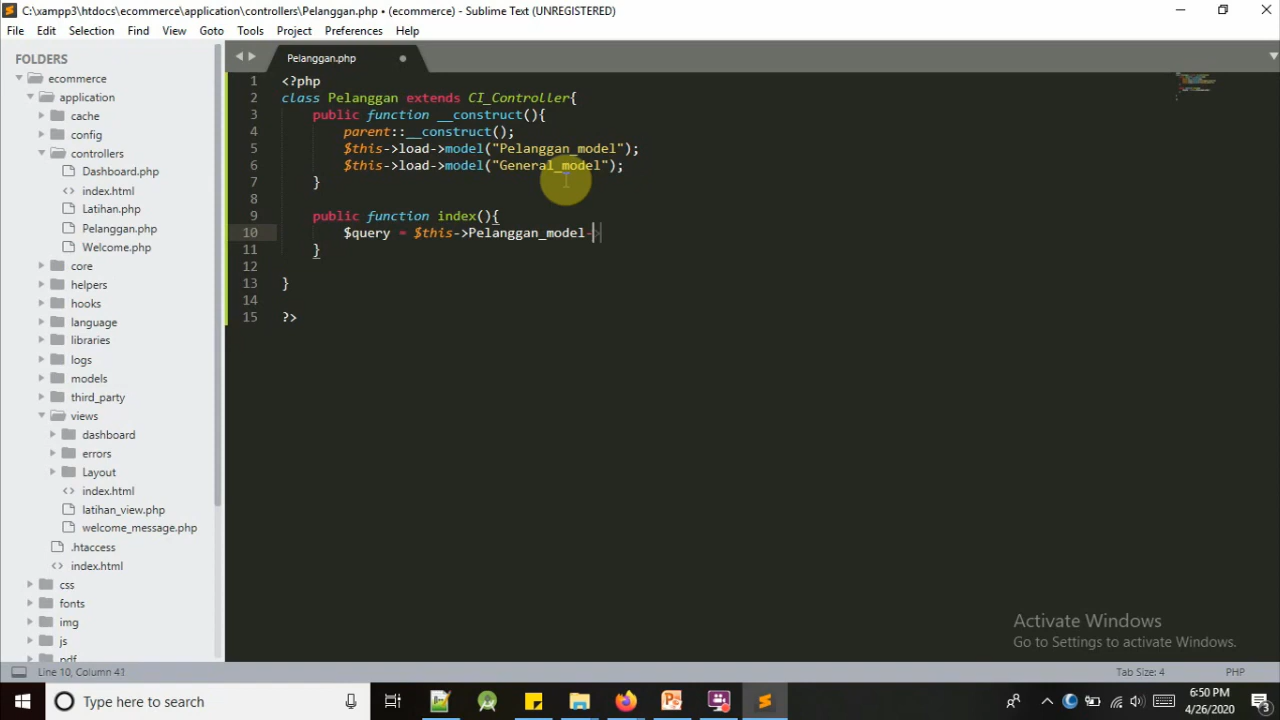 C:\xampp3\htdocs\ecommerce\application\controllers\Pelanggan.php • (ecommerce) - Sublime Text (UNREGISTERED)
File Edit Selection Find View Goto Tools Project Preferences Help
FOLDERS
ecommerce
application
cache
config
controllers
Dashboard.php
index.html
Latihan.php
Pelanggan.php
Welcome.php
core
helpers
hooks
language
libraries
logs
models
third_party
views
dashboard
errors
Layout
index.html
latihan_view.php
welcome_message.php
.htaccess
index.html
css
fonts
img
js
pdf
Pelanggan.php
1 <?php
2 class Pelanggan extends CI_Controller{
3 public function __construct(){
4 parent::__construct();
5 $this->load->model("Pelanggan_model");
6 $this->load->model("General_model");
7 }
8
9 public function index(){
10 $query = $this->Pelanggan_model->
11 }
12
13 }
14
15 ?>
Activate Windows
Go to Settings to activate Windows.
Line 10, Column 41
Tab Size: 4
PHP
Type here to search
6:50 PM
4/26/2020
3